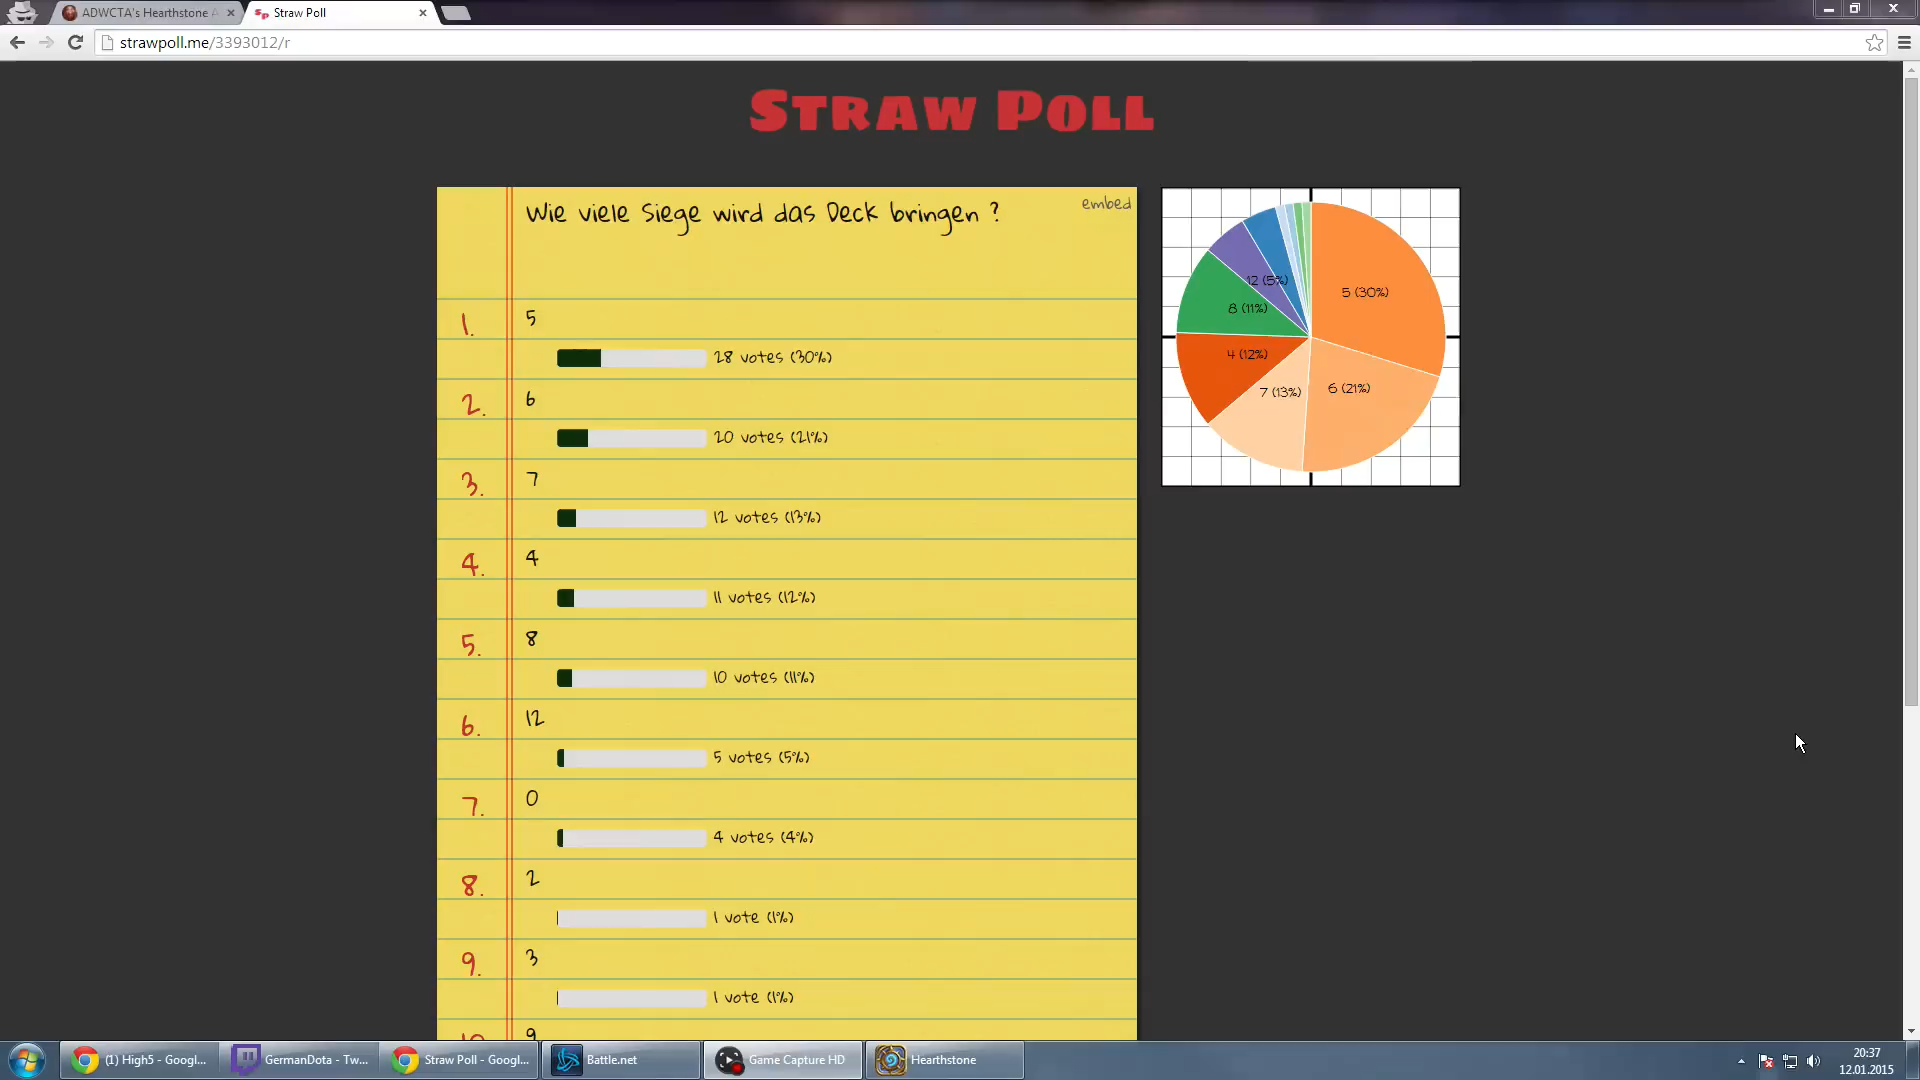 ADWCTA's Hearthstone A
Straw Poll
strawpoll.me/3393012/r
STRAW POLL
Wie viele Siege wird das Deck bringen ?
embed
1.
5
28 votes (30%)
2.
6
20 votes (21%)
3.
7
12 votes (13%)
4.
4
11 votes (12%)
5.
8
10 votes (11%)
6.
12
5 votes (5%)
7.
0
4 votes (4%)
8.
2
1 vote (1%)
9.
3
1 vote (1%)
10.
9
12 (5%)
5 (30%)
8 (11%)
4 (12%)
7 (13%)
6 (21%)
(1) High5 - Googl...
GermanDota - Tw...
Straw Poll - Googl...
Battle.net
Game Capture HD
Hearthstone
20:37
12.01.2015